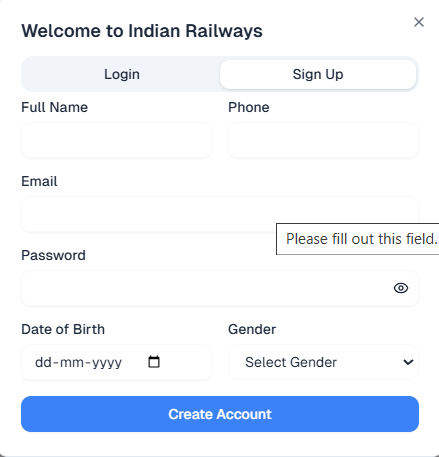 Welcome to Indian Railways
Login Sign Up
Full Name Phone
Email
Please fill out this field.
Password
Date of Birth Gender
dd-mm-yyyy Select Gender
Create Account